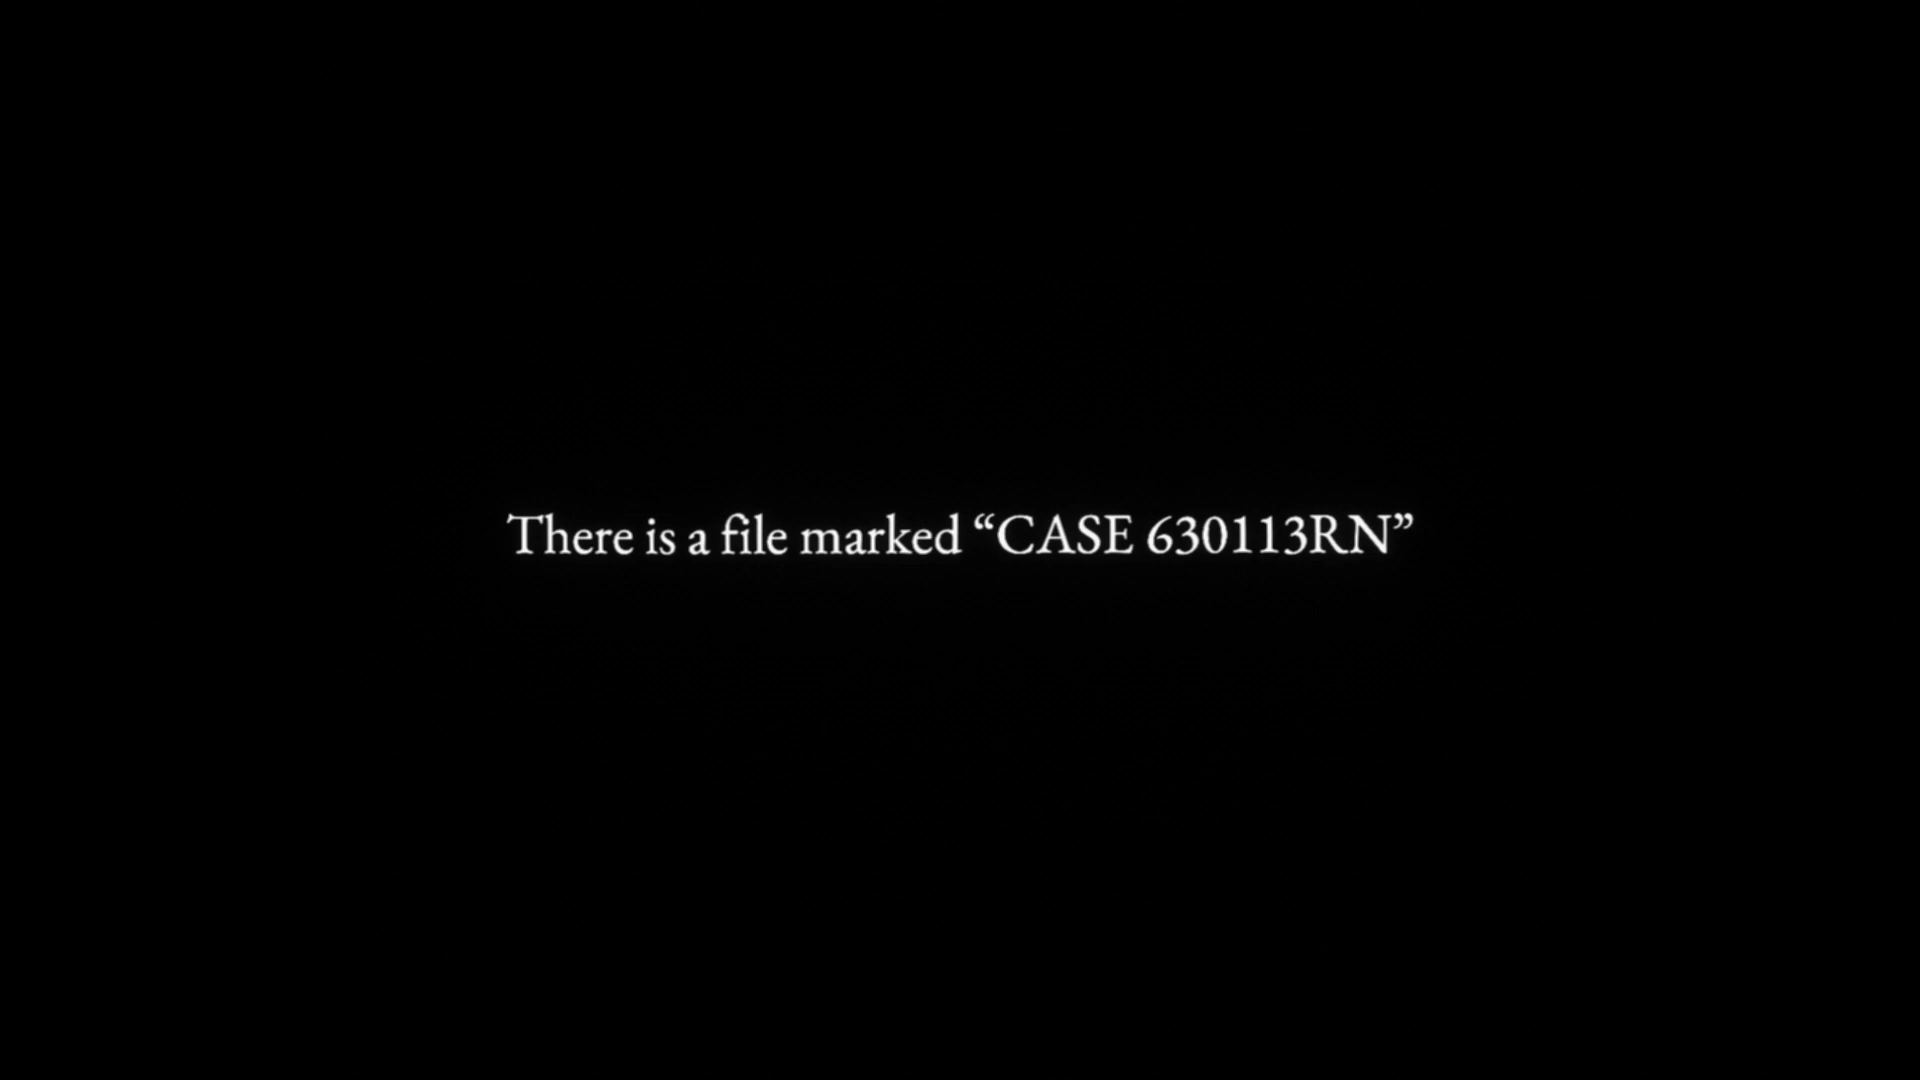 There is a file marked “CASE 630113RN”